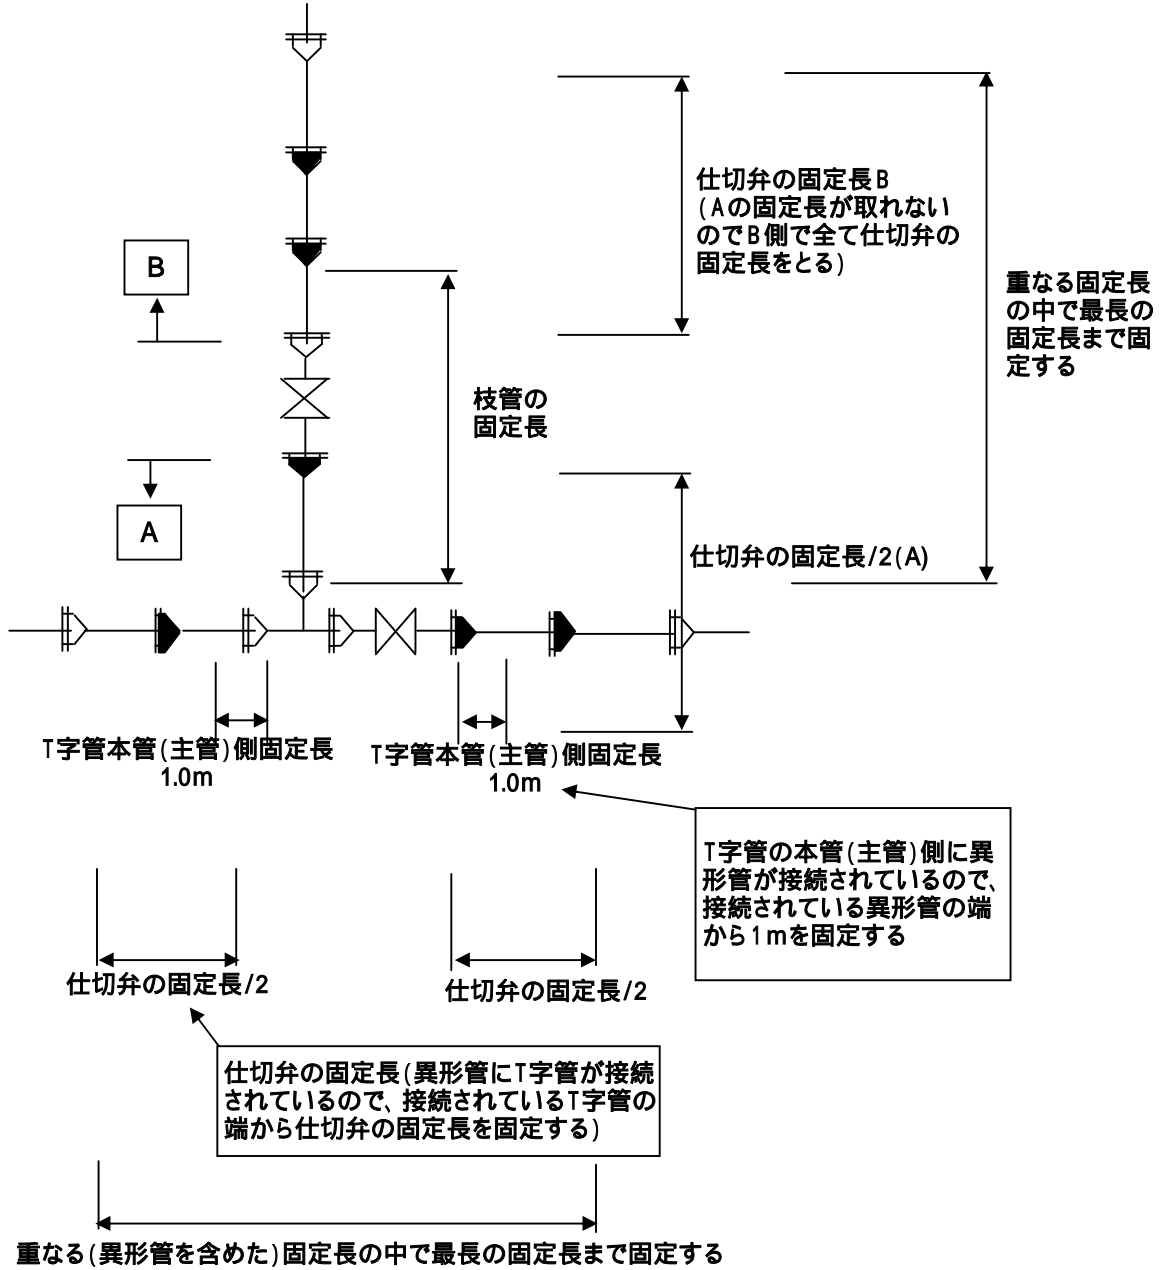 仕切弁の固定長B
(Aの固定長が取れない
のでB側で全て仕切弁の
固定長をとる)
B
重なる固定長
の中で最長の
固定長まで固
定する
枝管の
固定長
A
仕切弁の固定長/2(A)
T字管本管(主管)側固定長
1.0m
T字管本管(主管)側固定長
1.0m
T字管の本管(主管)側に異
形管が接続されているので、
接続されている異形管の端
から1mを固定する
仕切弁の固定長/2
仕切弁の固定長/2
仕切弁の固定長(異形管にT字管が接続
されているので、接続されているT字管の
端から仕切弁の固定長を固定する)
重なる(異形管を含めた)固定長の中で最長の固定長まで固定する